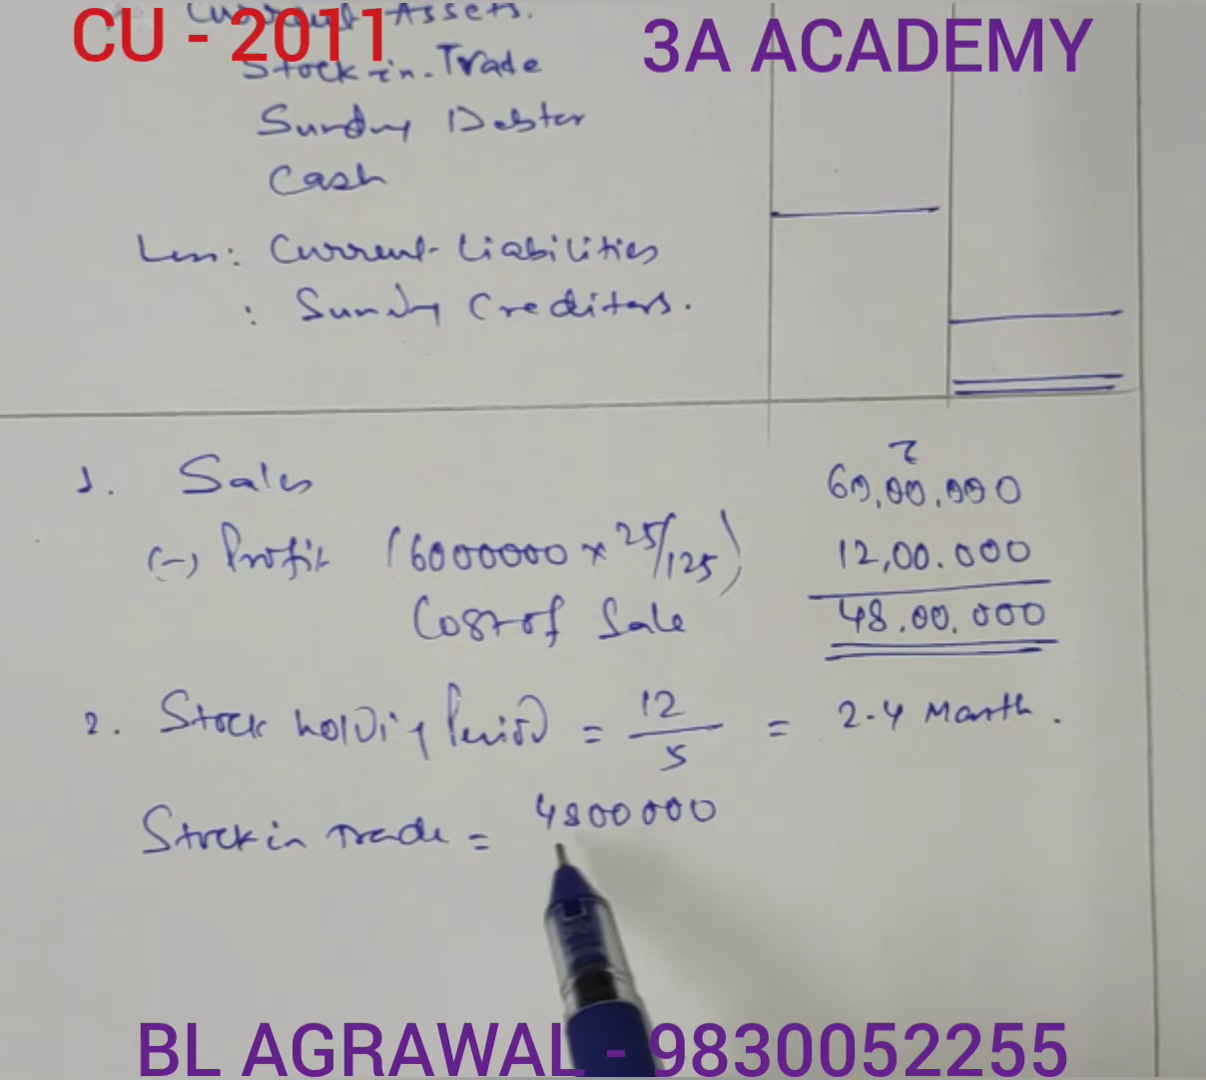 Current Assets.
CU - 2011
3A ACADEMY
Stock in-Trade
Sundry Debtor
Cash
Less: Current Liabilities
: Sundry Creditors.
₹
1. Sales 60,00,000
(-) Profit (6000000 x 25/125) 12,00.000
Cost of Sale 48.00.000
2. Stock holding Period = 12/5 = 2.4 Month.
Stock in Trade = 4800000
BL AGRAWAL - 9830052255